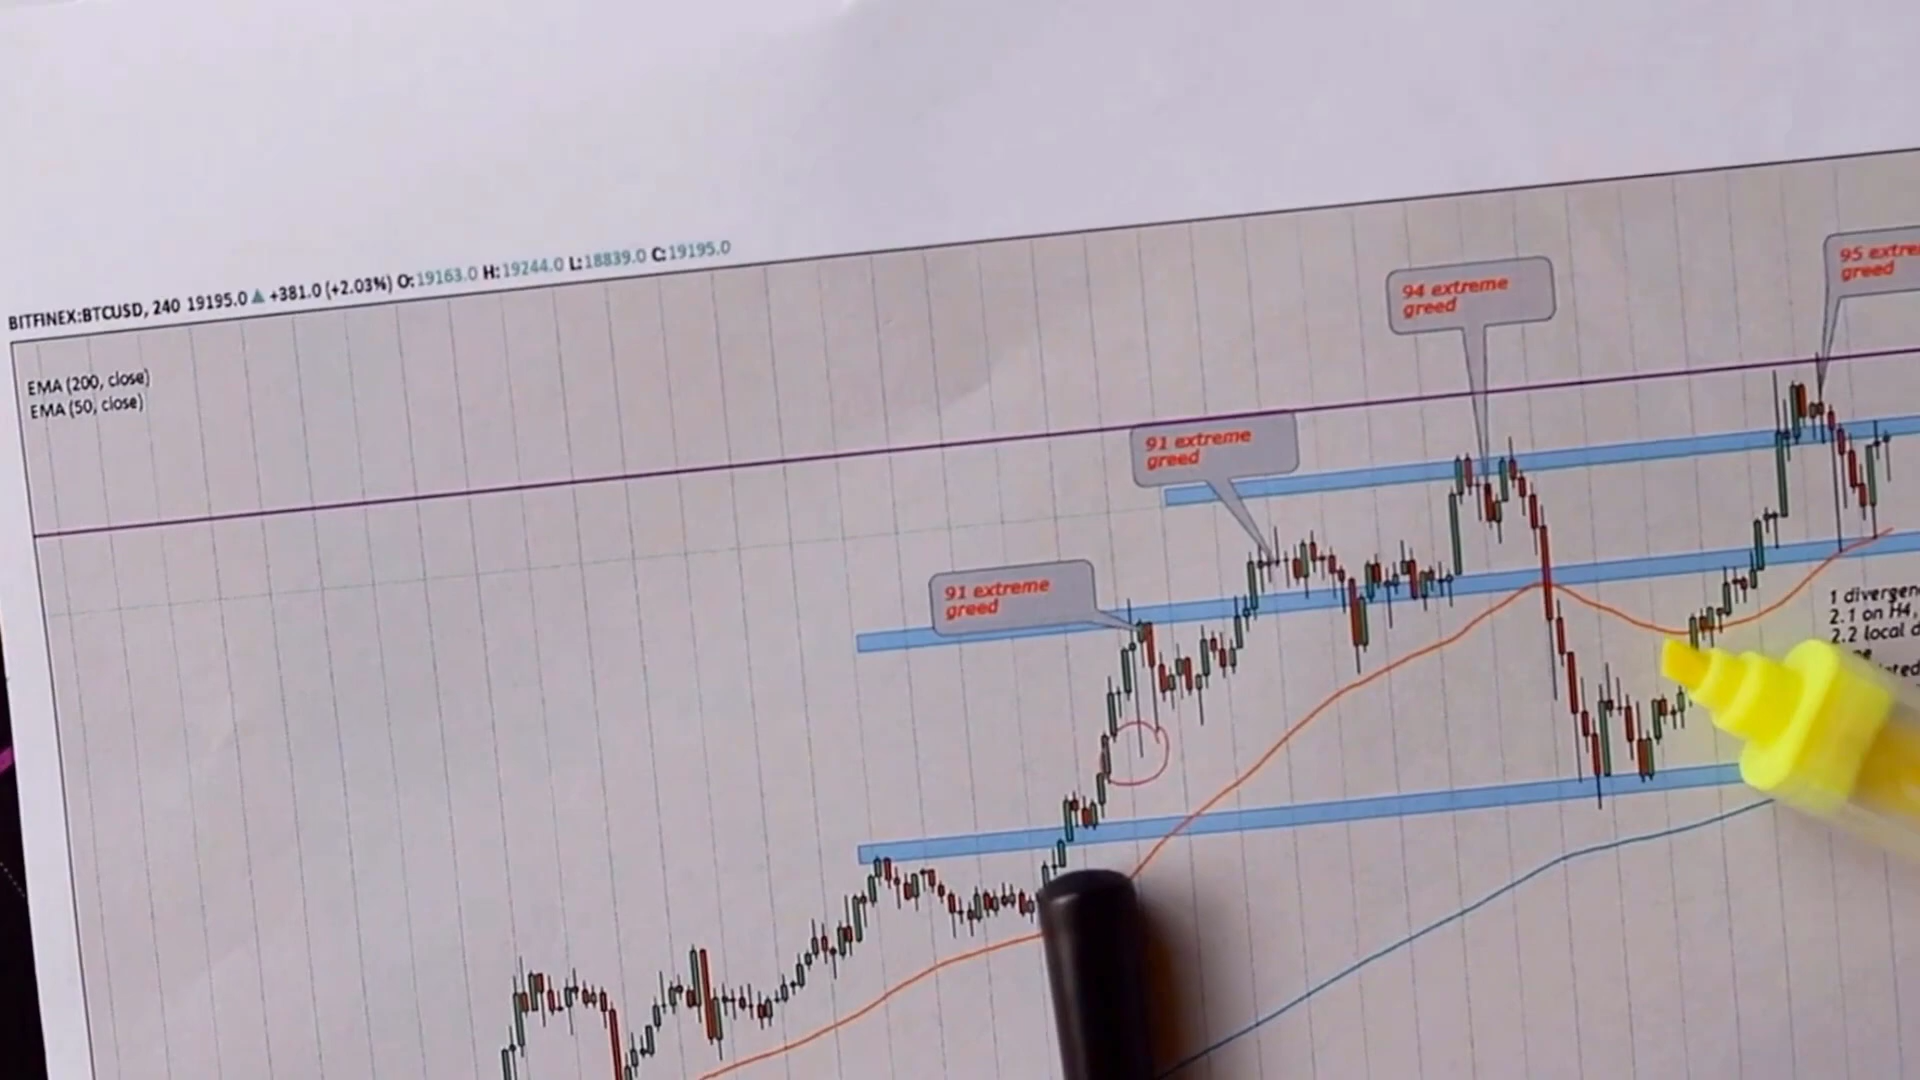 BITFINEX:BTCUSD, 240 19195.0 ▲ +381.0 (+2.03%) O:19163.0 H:19244.0 L:18839.0 C:19195.0
EMA (200, close)
EMA (50, close)
91 extreme
greed
91 extreme
greed
94 extreme
greed
95 extre
greed
1 divergen
2.1 on H4,
2.2 local d